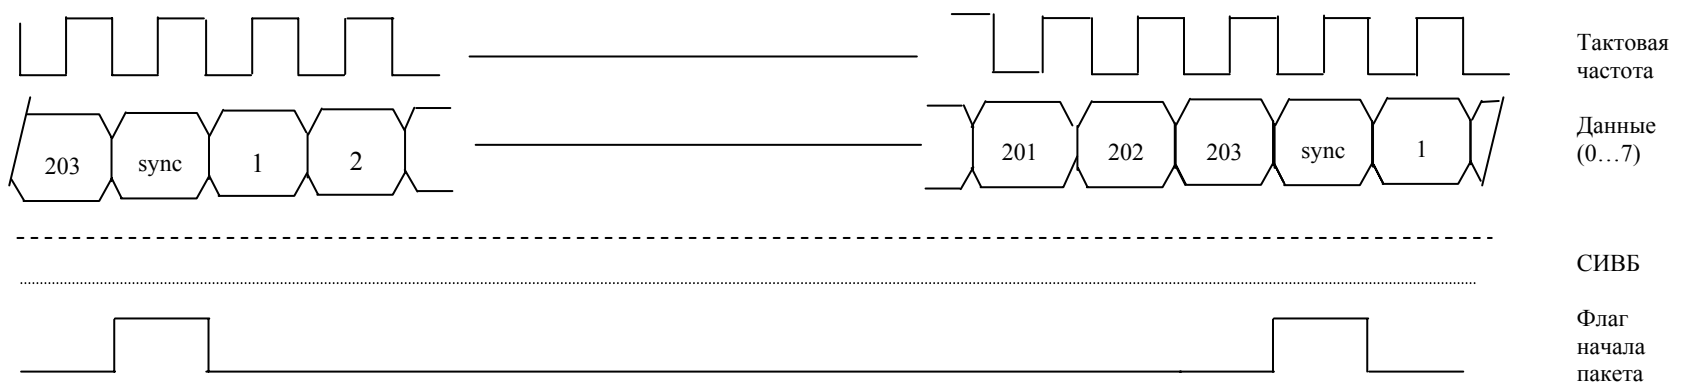 Тактовая
частота
203 sync 1 2 201 202 203 sync 1
Данные
(0…7)
СИВБ
Флаг
начала
пакета